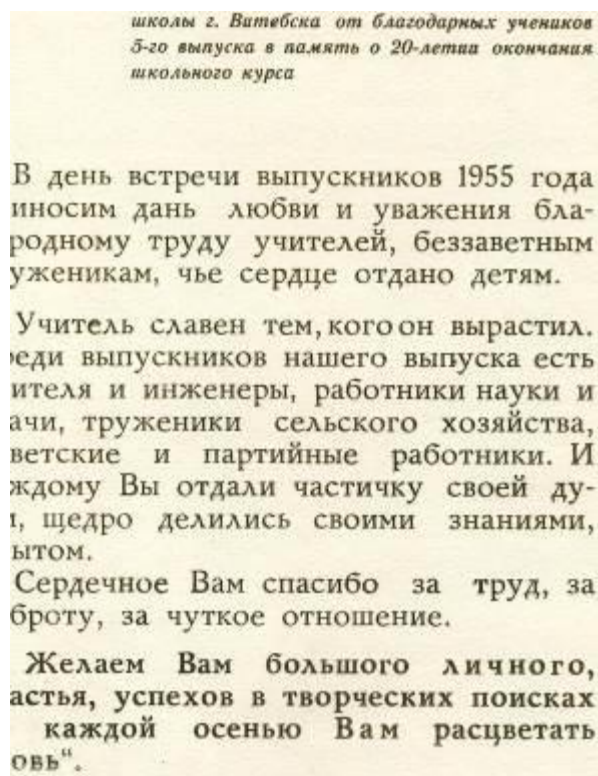 школы г. Витебска от благодарных учеников
5-го выпуска в память о 20-летии окончания
школьного курса
В день встречи выпускников 1955 года
иносим дань любви и уважения бла-
родному труду учителей, беззаветным
уженикам, чье сердце отдано детям.
Учитель славен тем, кого он вырастил.
реди выпускников нашего выпуска есть
ителя и инженеры, работники науки и
ачи, труженики сельского хозяйства,
ветские и партийные работники. И
ждому Вы отдали частичку своей ду-
и, щедро делились своими знаниями,
ытом.
Сердечное Вам спасибо за труд, за
броту, за чуткое отношение.
Желаем Вам большого личного,
астья, успехов в творческих поисках
каждой осенью Вам расцветать
овь“.